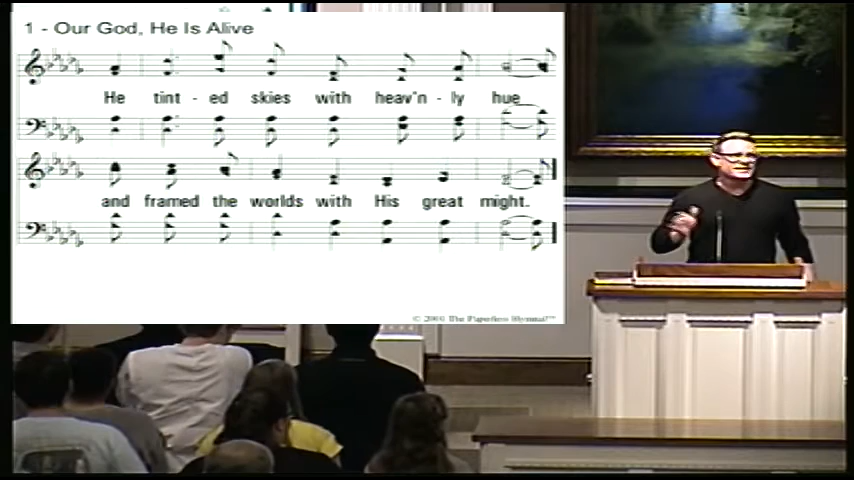 1 - Our God, He Is Alive
He tint - ed skies with heav'n - ly hue
and framed the worlds with His great might.
© 2001 The Paperless Hymnal™